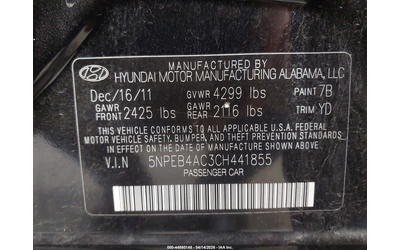 HYUNDAI MOTOR MANUFACTURING ALABAMA, LLC
Dec/16/11 GVWR 4299 lbs PAINT 7B
GAWR FRONT 2425 lbs GAWR REAR 2116 lbs TRIM YD
THIS VEHICLE CONFORMS TO ALL APPLICABLE FEDERAL
MOTOR VEHICLE SAFETY, BUMPER, AND THEFT PREVENTION
STANDARDS IN EFFECT ON THE DATE OF MANUFACTURE
SHOWN ABOVE.
V.I.N 5NPEB4AC3CH441855
PASSENGER CAR